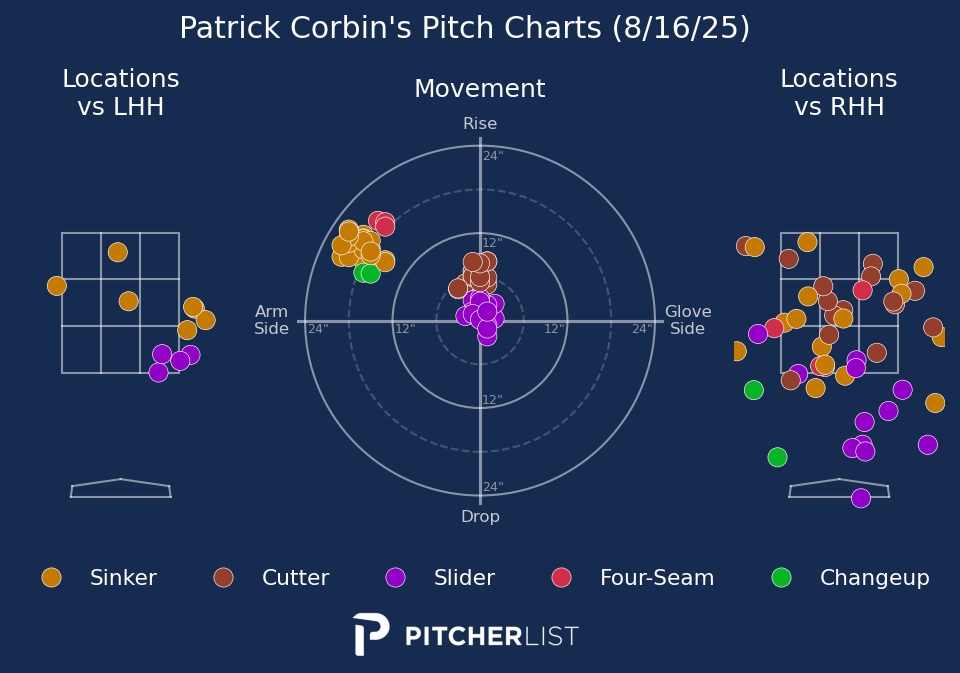 Patrick Corbin's Pitch Charts (8/16/25)
Locations
vs LHH
Movement
Locations
vs RHH
Rise
24"
12"
Arm
Side
24"
12"
12"
24"
Glove
Side
12"
24"
Drop
Sinker
Cutter
Slider
Four-Seam
Changeup
PITCHERLIST